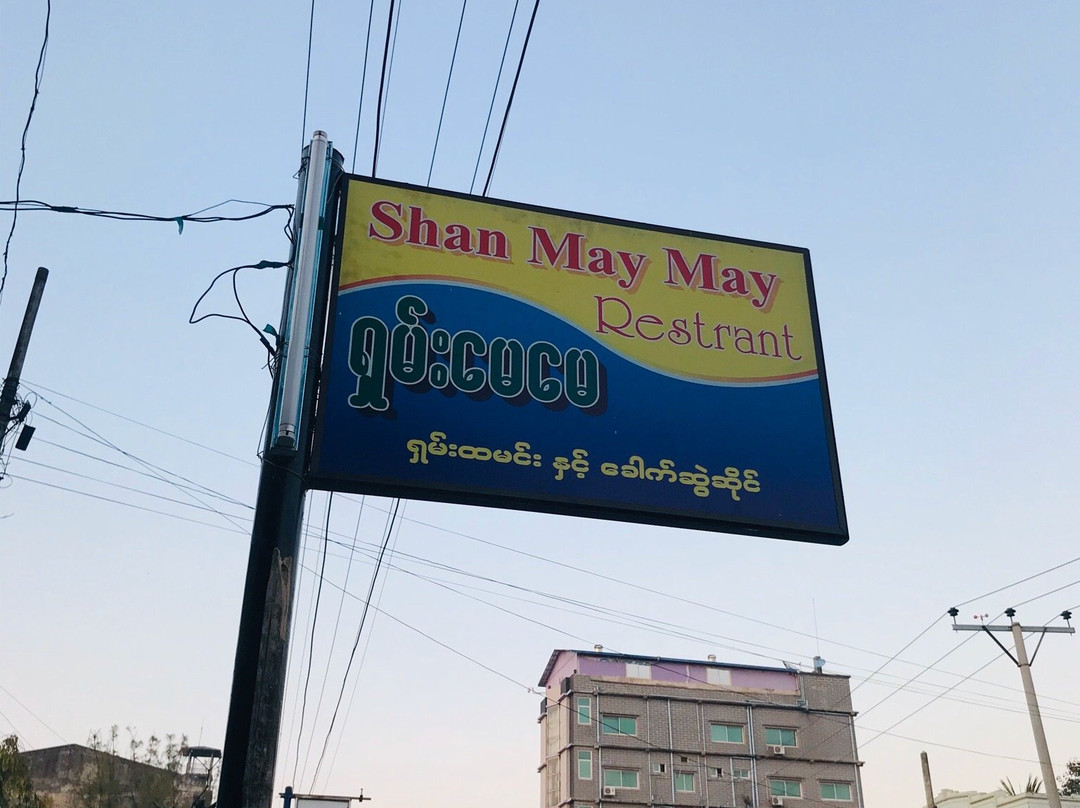 Shan May May
Restrant
ရှမ်းမေမေ
ရှမ်းထမင်း နှင့် ခေါက်ဆွဲဆိုင်